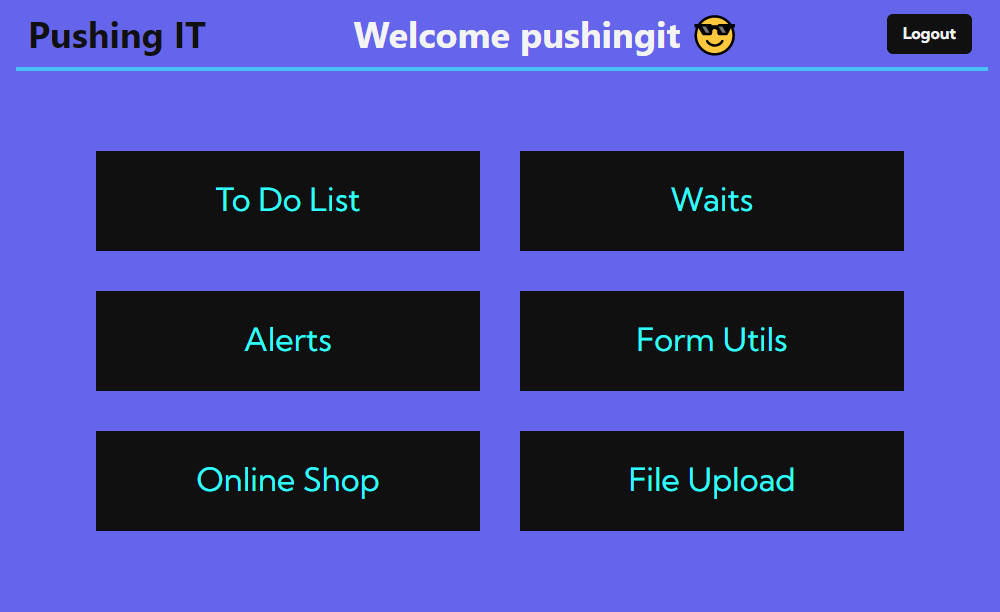 Pushing IT
Welcome pushingit 😎
Logout
To Do List
Waits
Alerts
Form Utils
Online Shop
File Upload